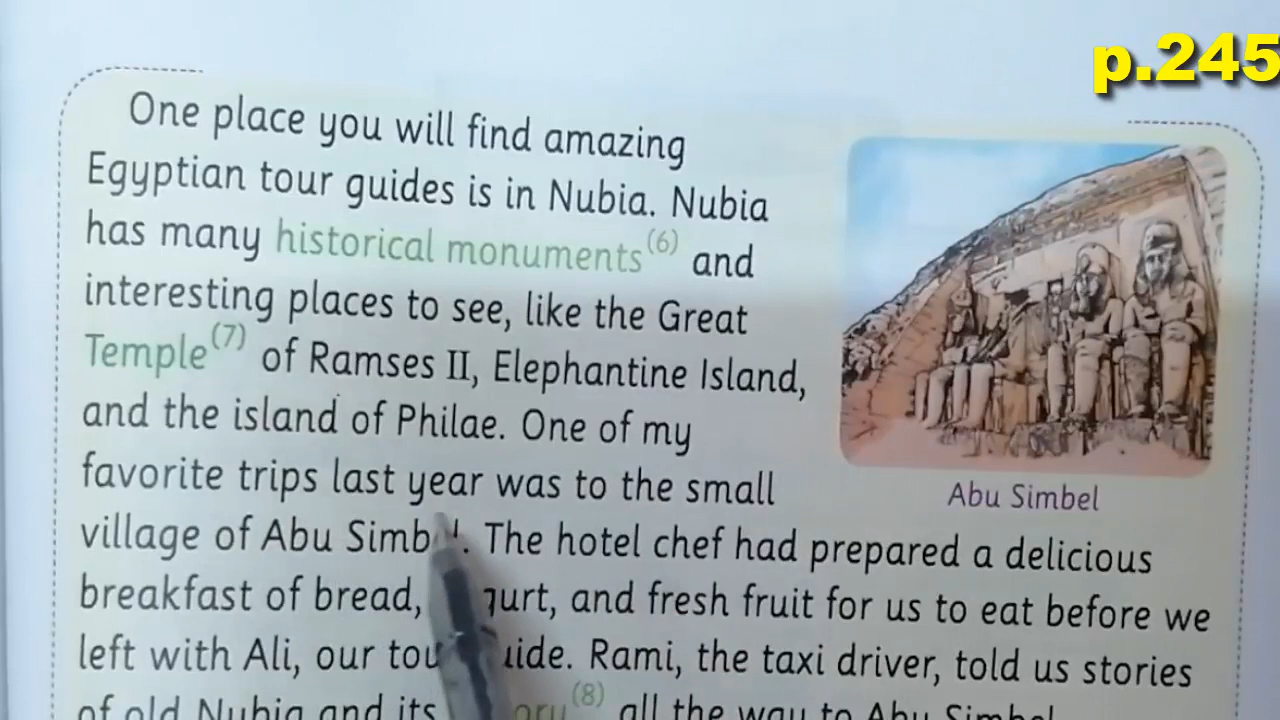 p.245
One place you will find amazing
Egyptian tour guides is in Nubia. Nubia
has many historical monuments(6) and
interesting places to see, like the Great
Temple(7) of Ramses II, Elephantine Island,
and the island of Philae. One of my
favorite trips last year was to the small
village of Abu Simbel. The hotel chef had prepared a delicious
breakfast of bread, and fresh fruit for us to eat before we
left with Ali, our tour guide. Rami, the taxi driver, told us stories
of old Nubia and its (8) all the way to Abu Simbel
Abu Simbel